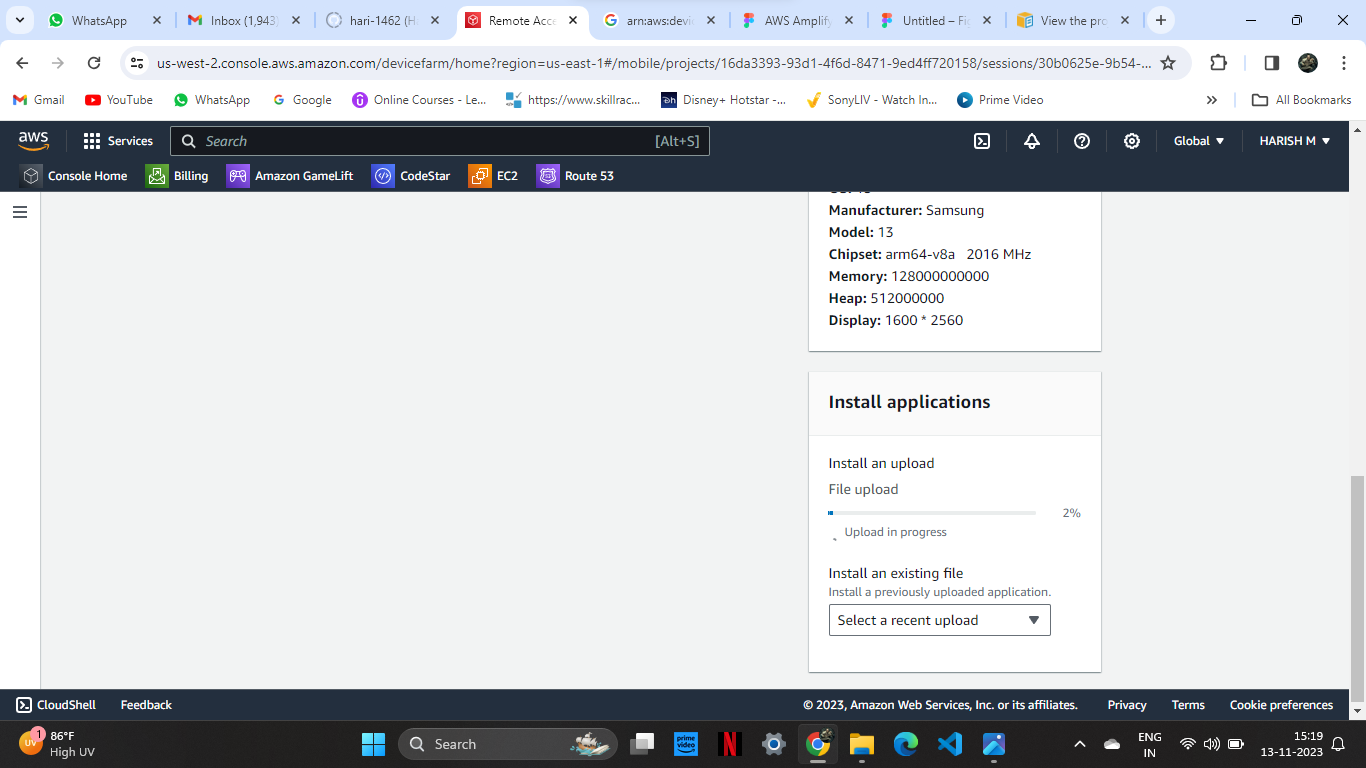 WhatsApp
Inbox (1,943)
hari-1462 (H
Remote Acce
arn:aws:devi
AWS Amplify
Untitled – Fi
View the pro
us-west-2.console.aws.amazon.com/devicefarm/home?region=us-east-1#/mobile/projects/16da3393-93d1-4f6d-8471-9ed4ff720158/sessions/30b0625e-9b54-...
Gmail
YouTube
WhatsApp
Google
Online Courses - Le...
https://www.skillrac...
Disney+ Hotstar -...
SonyLIV - Watch In...
Prime Video
»
All Bookmarks
aws
Services
Search
[Alt+S]
Global
HARISH M
Console Home
Billing
Amazon GameLift
CodeStar
EC2
Route 53
Manufacturer: Samsung
Model: 13
Chipset: arm64-v8a 2016 MHz
Memory: 128000000000
Heap: 512000000
Display: 1600 * 2560
Install applications
Install an upload
File upload
2%
Upload in progress
Install an existing file
Install a previously uploaded application.
Select a recent upload
CloudShell
Feedback
© 2023, Amazon Web Services, Inc. or its affiliates.
Privacy
Terms
Cookie preferences
UV
1
86°F
High UV
Search
prime video
N
ENG
IN
15:19
13-11-2023